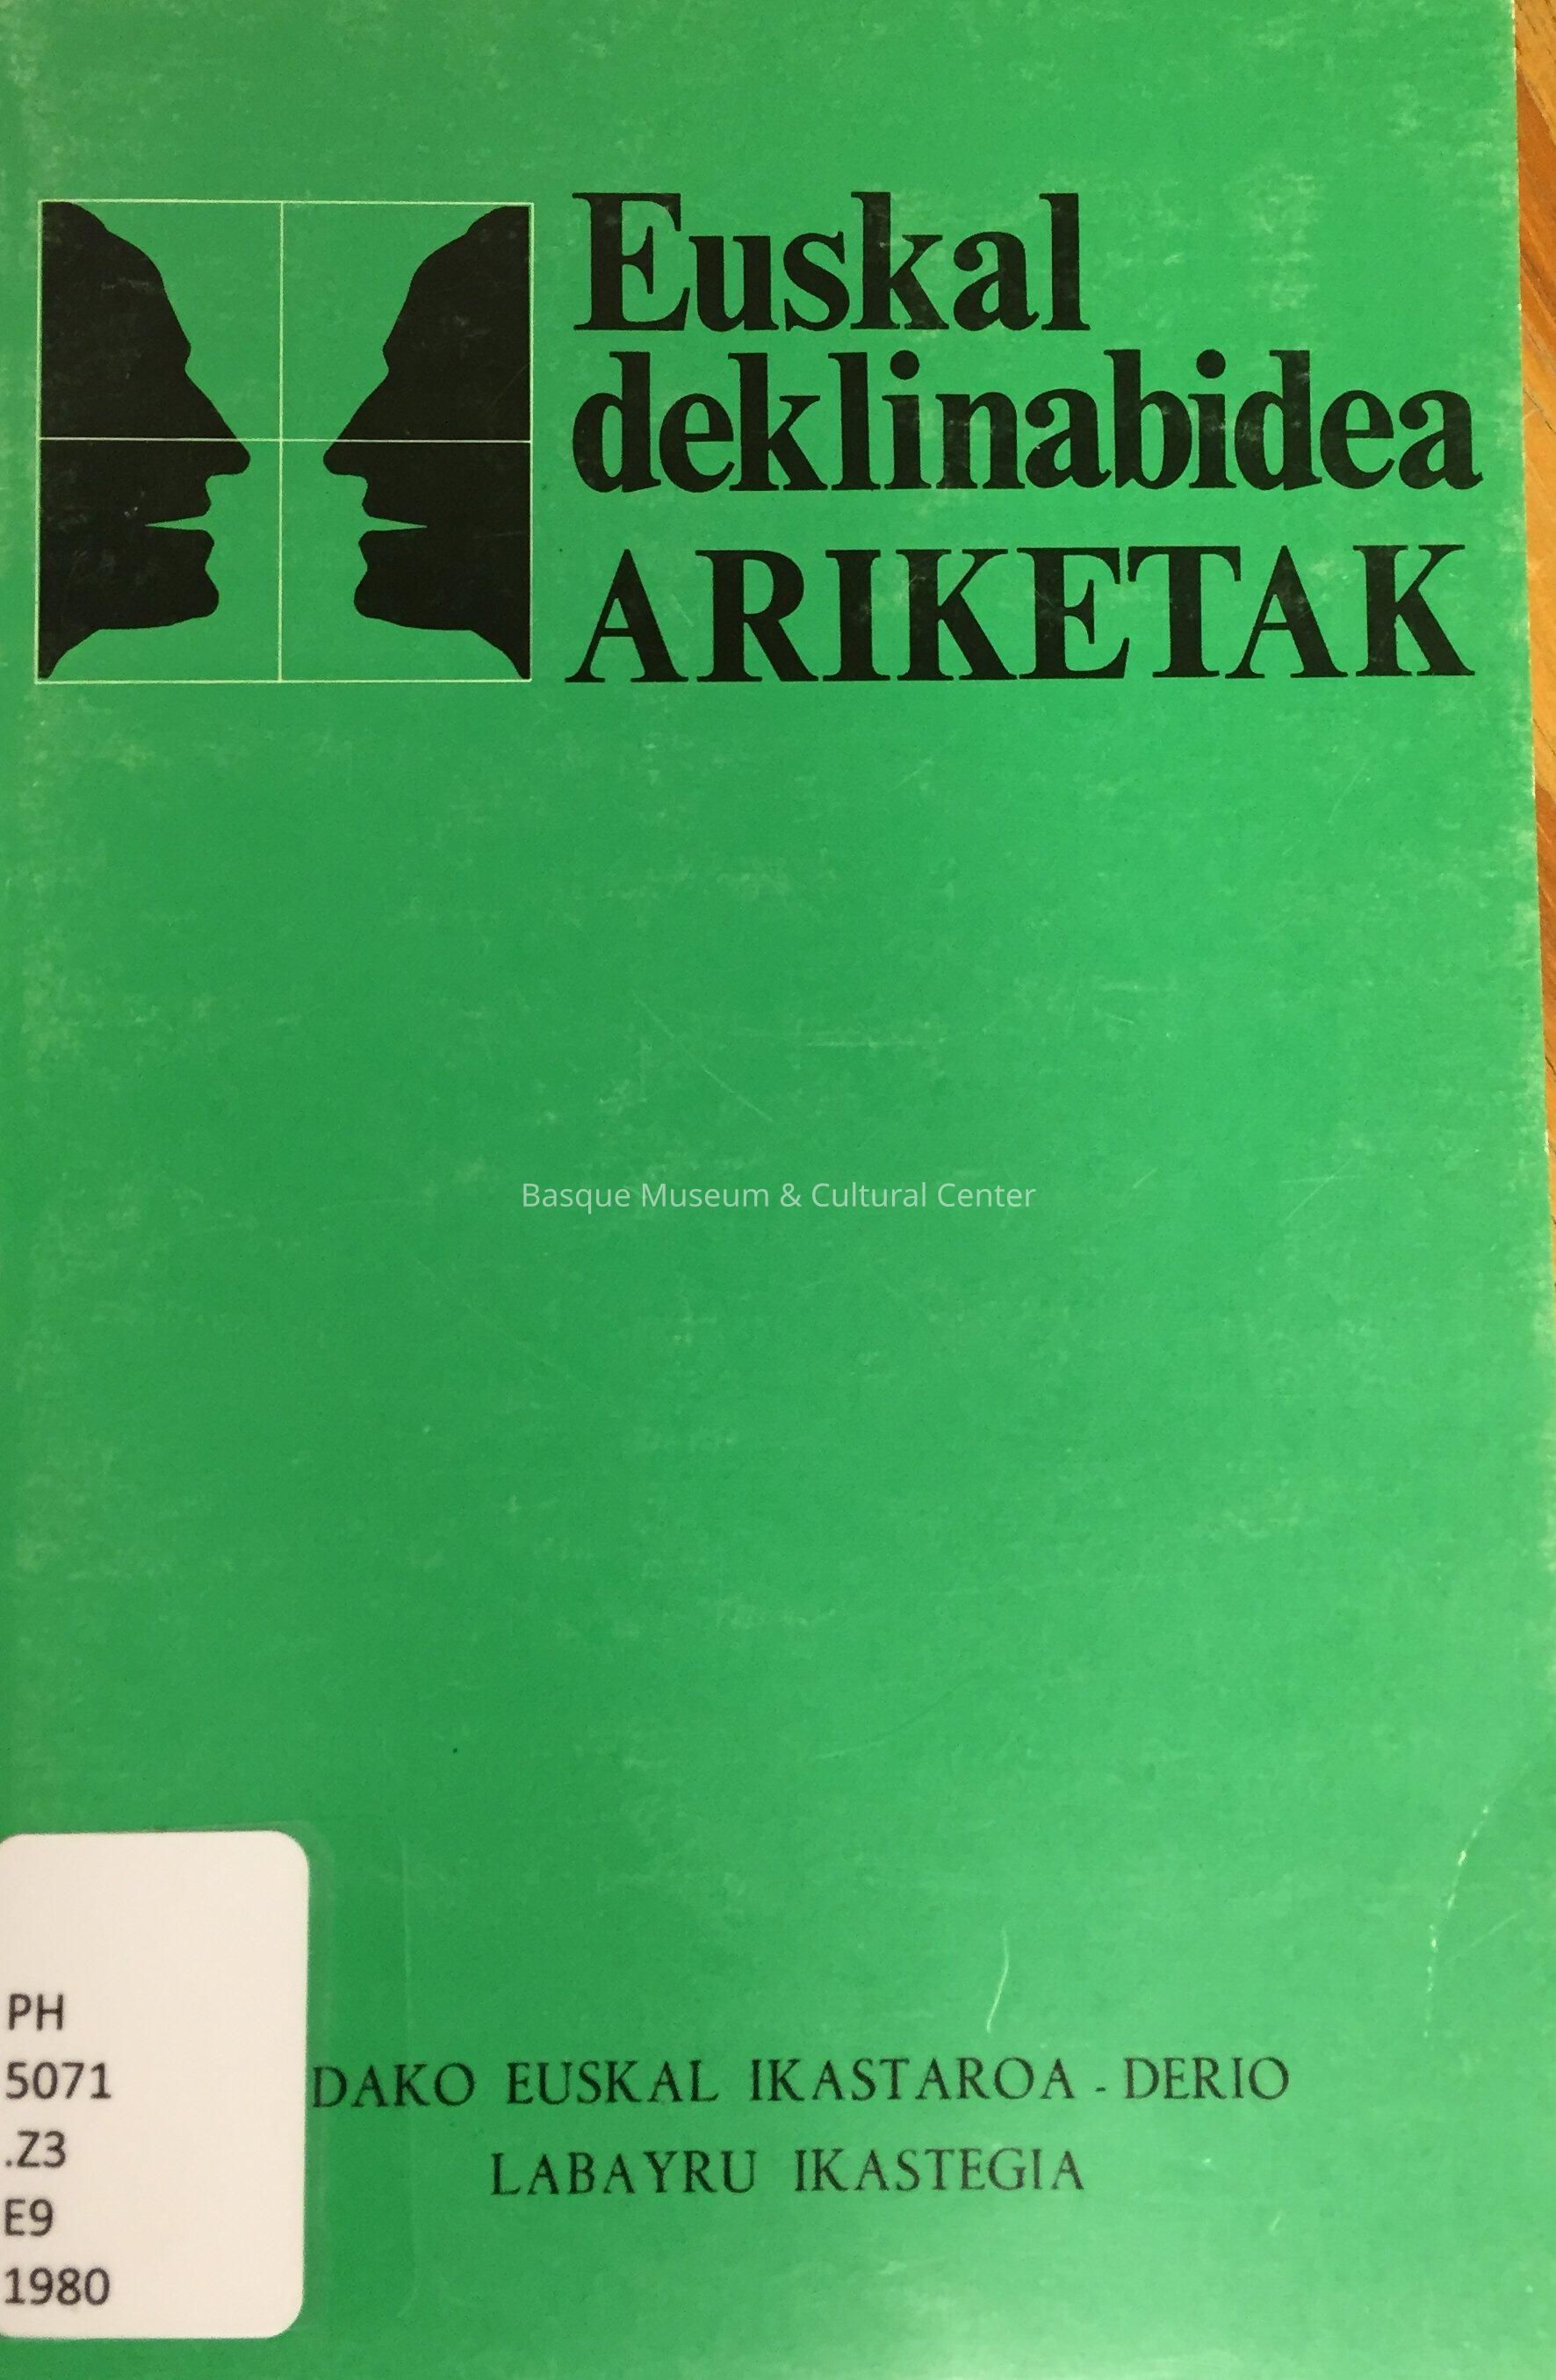 Euskal
deklinabidea
ARIKETAK
Basque Museum & Cultural Center
PH
5071
.Z3
E9
1980
DAKO EUSKAL IKASTAROA - DERIO
LABAYRU IKASTEGIA